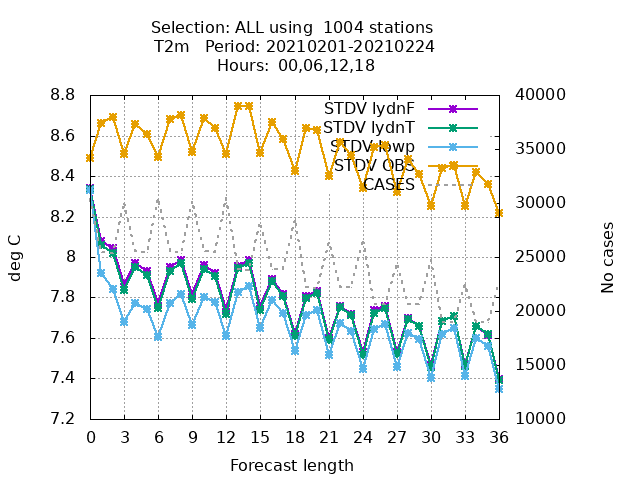 Selection: ALL using  1004 stations
T2m   Period: 20210201-20210224
Hours:  00,06,12,18
8.8
8.6
8.4
8.2
8
7.8
7.6
7.4
7.2
40000
35000
30000
25000
20000
15000
10000
STDV lydnF
STDV lydnT
STDV rowp
STDV OBS
CASES
deg C
No cases
0 3 6 9 12 15 18 21 24 27 30 33 36
Forecast length